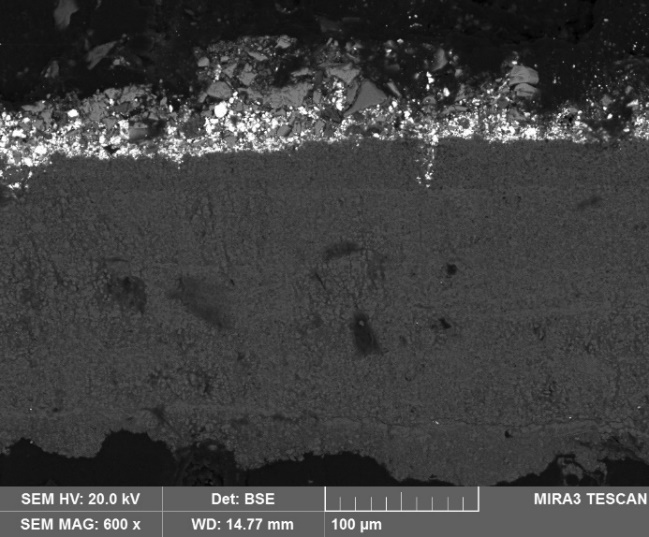 SEM HV: 20.0 kV Det: BSE MIRA3 TESCAN
SEM MAG: 600 x WD: 14.77 mm 100 µm